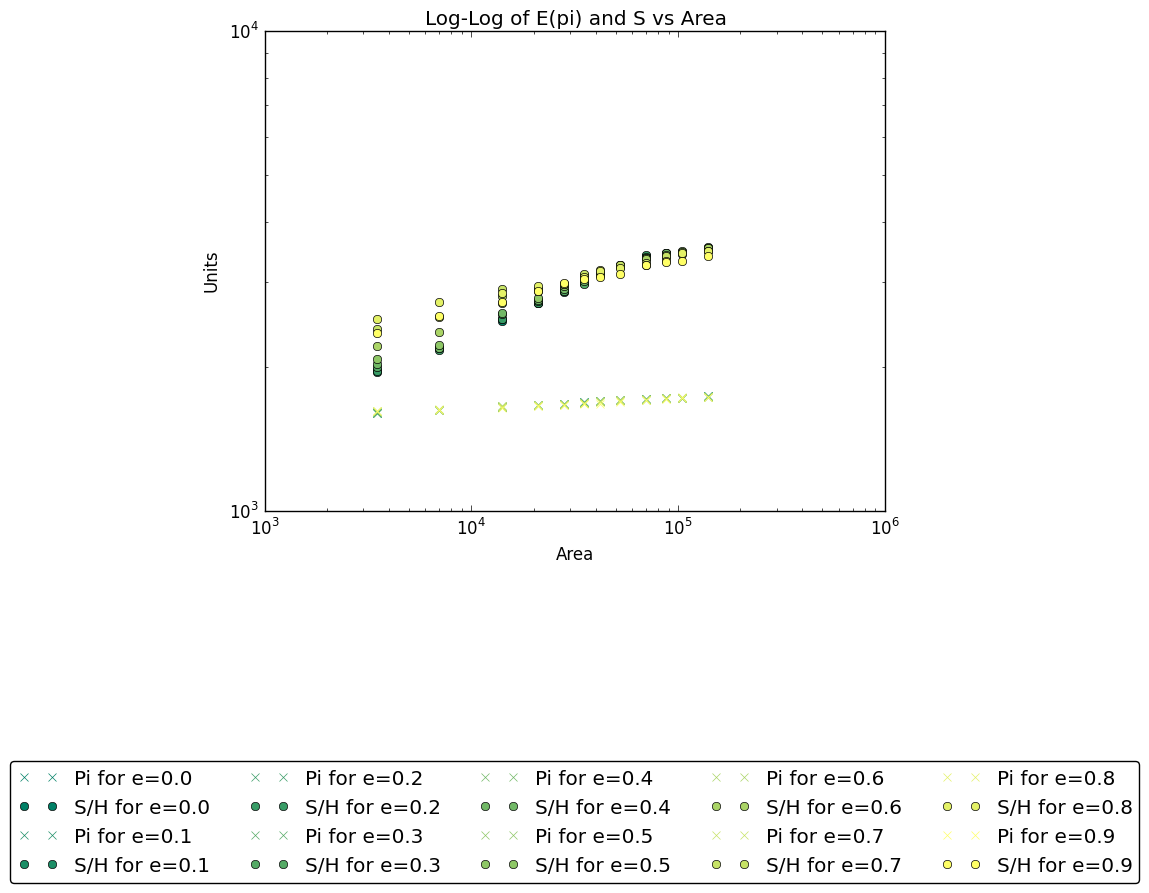 Log-Log of E(pi) and S vs Area
10^4
Units
10^3
10^3 10^4 10^5 10^6
Area
Pi for e=0.0 Pi for e=0.2 Pi for e=0.4 Pi for e=0.6 Pi for e=0.8
S/H for e=0.0 S/H for e=0.2 S/H for e=0.4 S/H for e=0.6 S/H for e=0.8
Pi for e=0.1 Pi for e=0.3 Pi for e=0.5 Pi for e=0.7 Pi for e=0.9
S/H for e=0.1 S/H for e=0.3 S/H for e=0.5 S/H for e=0.7 S/H for e=0.9